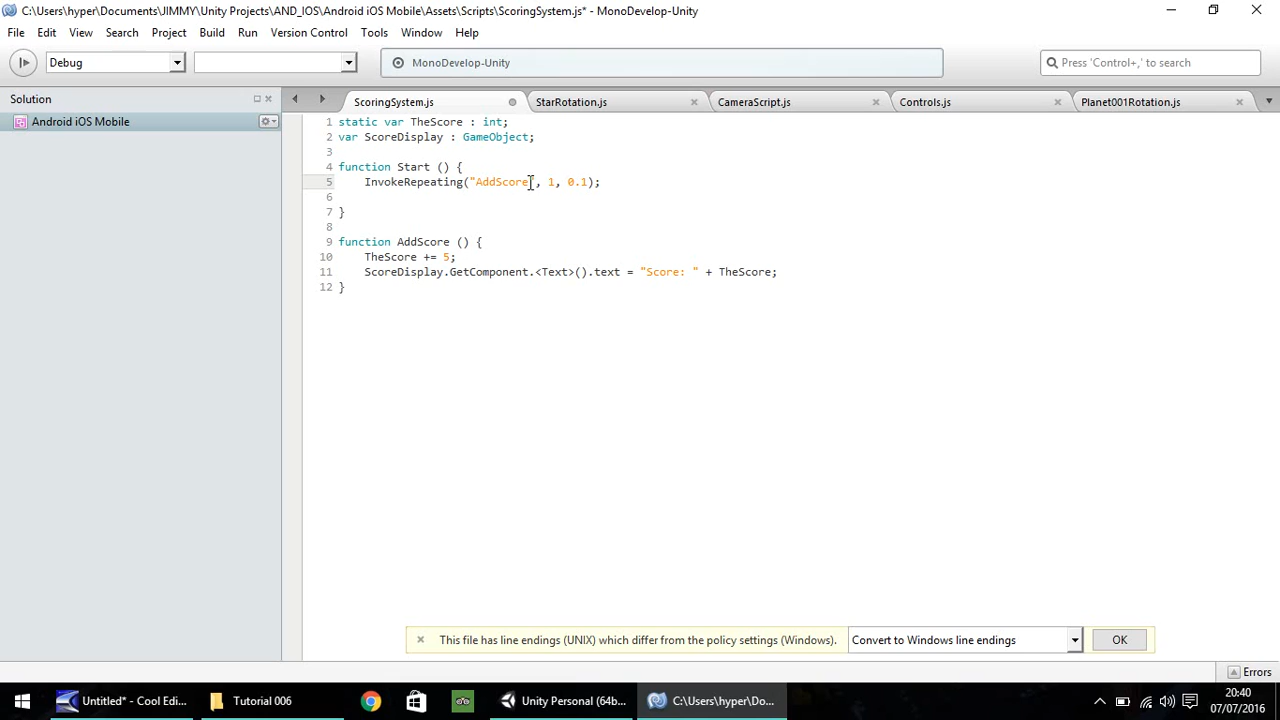 C:\Users\hyper\Documents\JIMMY\Unity Projects\AND_IOS\Android iOS Mobile\Assets\Scripts\ScoringSystem.js* - MonoDevelop-Unity
File Edit View Search Project Build Run Version Control Tools Window Help
Debug MonoDevelop-Unity Press 'Control+,' to search
Solution ScoringSystem.js StarRotation.js CameraScript.js Controls.js Planet001Rotation.js
Android iOS Mobile
1 static var TheScore : int;
2 var ScoreDisplay : GameObject;
3
4 function Start () {
5 InvokeRepeating("AddScore", 1, 0.1);
6
7 }
8
9 function AddScore () {
10 TheScore += 5;
11 ScoreDisplay.GetComponent.<Text>().text = "Score: " + TheScore;
12 }
This file has line endings (UNIX) which differ from the policy settings (Windows). Convert to Windows line endings OK
Errors
Untitled* - Cool Edi... Tutorial 006 Unity Personal (64b... C:\Users\hyper\Do... 20:40
07/07/2016